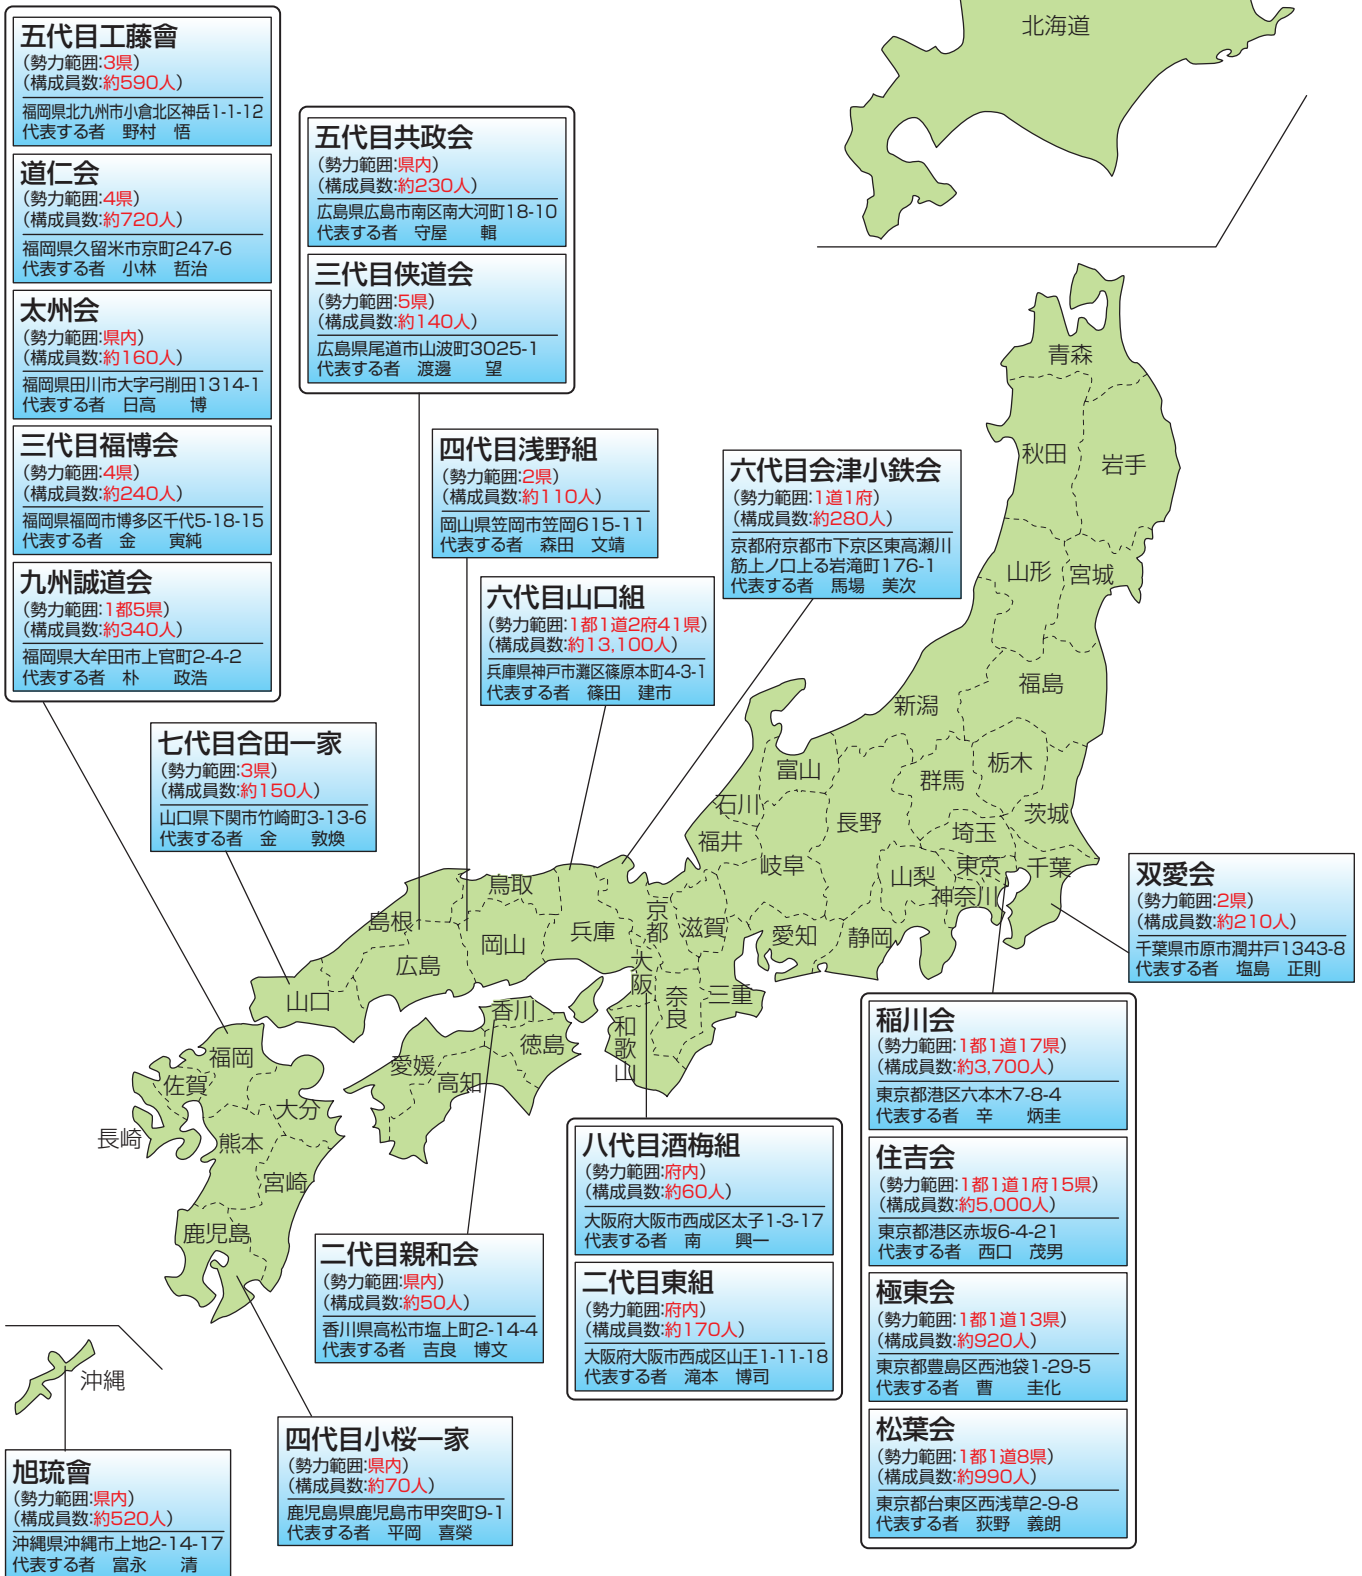 五代目工藤會
(勢力範囲:3県)
(構成員数:約590人)
福岡県北九州市小倉北区神岳1-1-12
代表する者　野村　悟
道仁会
(勢力範囲:4県)
(構成員数:約720人)
福岡県久留米市京町247-6
代表する者　小林　哲治
太州会
(勢力範囲:県内)
(構成員数:約160人)
福岡県田川市大字弓削田1314-1
代表する者　日高　博
三代目福博会
(勢力範囲:4県)
(構成員数:約240人)
福岡県福岡市博多区千代5-18-15
代表する者　金　寅純
九州誠道会
(勢力範囲:1都5県)
(構成員数:約340人)
福岡県大牟田市上官町2-4-2
代表する者　朴　政浩
五代目共政会
(勢力範囲:県内)
(構成員数:約230人)
広島県広島市南区南大河町18-10
代表する者　守屋　輯
三代目侠道会
(勢力範囲:5県)
(構成員数:約140人)
広島県尾道市山波町3025-1
代表する者　渡邊　望
四代目浅野組
(勢力範囲:2県)
(構成員数:約110人)
岡山県笠岡市笠岡615-11
代表する者　森田　文靖
六代目会津小鉄会
(勢力範囲:1道1府)
(構成員数:約280人)
京都府京都市下京区東高瀬川
筋上ノ口上る岩滝町176-1
代表する者　馬場　美次
六代目山口組
(勢力範囲:1都1道2府41県)
(構成員数:約13,100人)
兵庫県神戸市灘区篠原本町4-3-1
代表する者　篠田　建市
七代目合田一家
(勢力範囲:3県)
(構成員数:約150人)
山口県下関市竹崎町3-13-6
代表する者　金　敦煥
双愛会
(勢力範囲:2県)
(構成員数:約210人)
千葉県市原市潤井戸1343-8
代表する者　塩島　正則
稲川会
(勢力範囲:1都1道17県)
(構成員数:約3,700人)
東京都港区六本木7-8-4
代表する者　辛　炳圭
住吉会
(勢力範囲:1都1道1府15県)
(構成員数:約5,000人)
東京都港区赤坂6-4-21
代表する者　西口　茂男
極東会
(勢力範囲:1都1道13県)
(構成員数:約920人)
東京都豊島区西池袋1-29-5
代表する者　曹　圭化
松葉会
(勢力範囲:1都1道8県)
(構成員数:約990人)
東京都台東区西浅草2-9-8
代表する者　荻野　義朗
八代目酒梅組
(勢力範囲:府内)
(構成員数:約60人)
大阪府大阪市西成区太子1-3-17
代表する者　南　興一
二代目東組
(勢力範囲:府内)
(構成員数:約170人)
大阪府大阪市西成区山王1-11-18
代表する者　滝本　博司
二代目親和会
(勢力範囲:県内)
(構成員数:約50人)
香川県高松市塩上町2-14-4
代表する者　吉良　博文
四代目小桜一家
(勢力範囲:県内)
(構成員数:約70人)
鹿児島県鹿児島市甲突町9-1
代表する者　平岡　喜榮
旭琉會
(勢力範囲:県内)
(構成員数:約520人)
沖縄県沖縄市上地2-14-17
代表する者　富永　清
北海道
青森
秋田
岩手
山形
宮城
福島
新潟
栃木
群馬
茨城
富山
石川
長野
埼玉
福井
岐阜
山梨
東京
千葉
神奈川
静岡
愛知
滋賀
京都
三重
奈良
大阪
和歌山
兵庫
鳥取
岡山
島根
広島
山口
香川
徳島
愛媛
高知
福岡
佐賀
長崎
大分
熊本
宮崎
鹿児島
沖縄